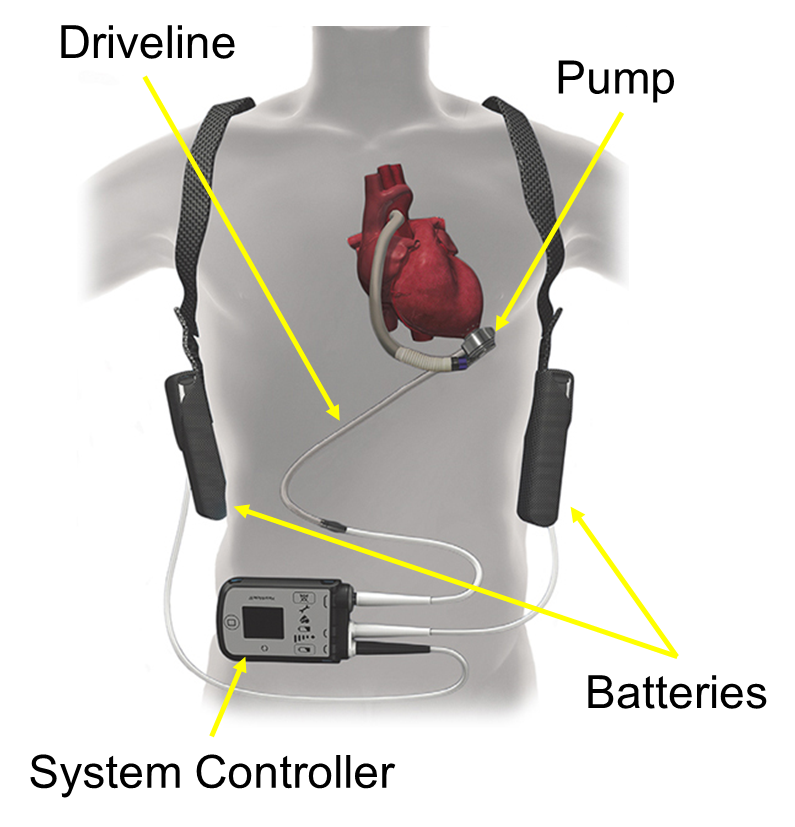 Driveline
Pump
Batteries
System Controller